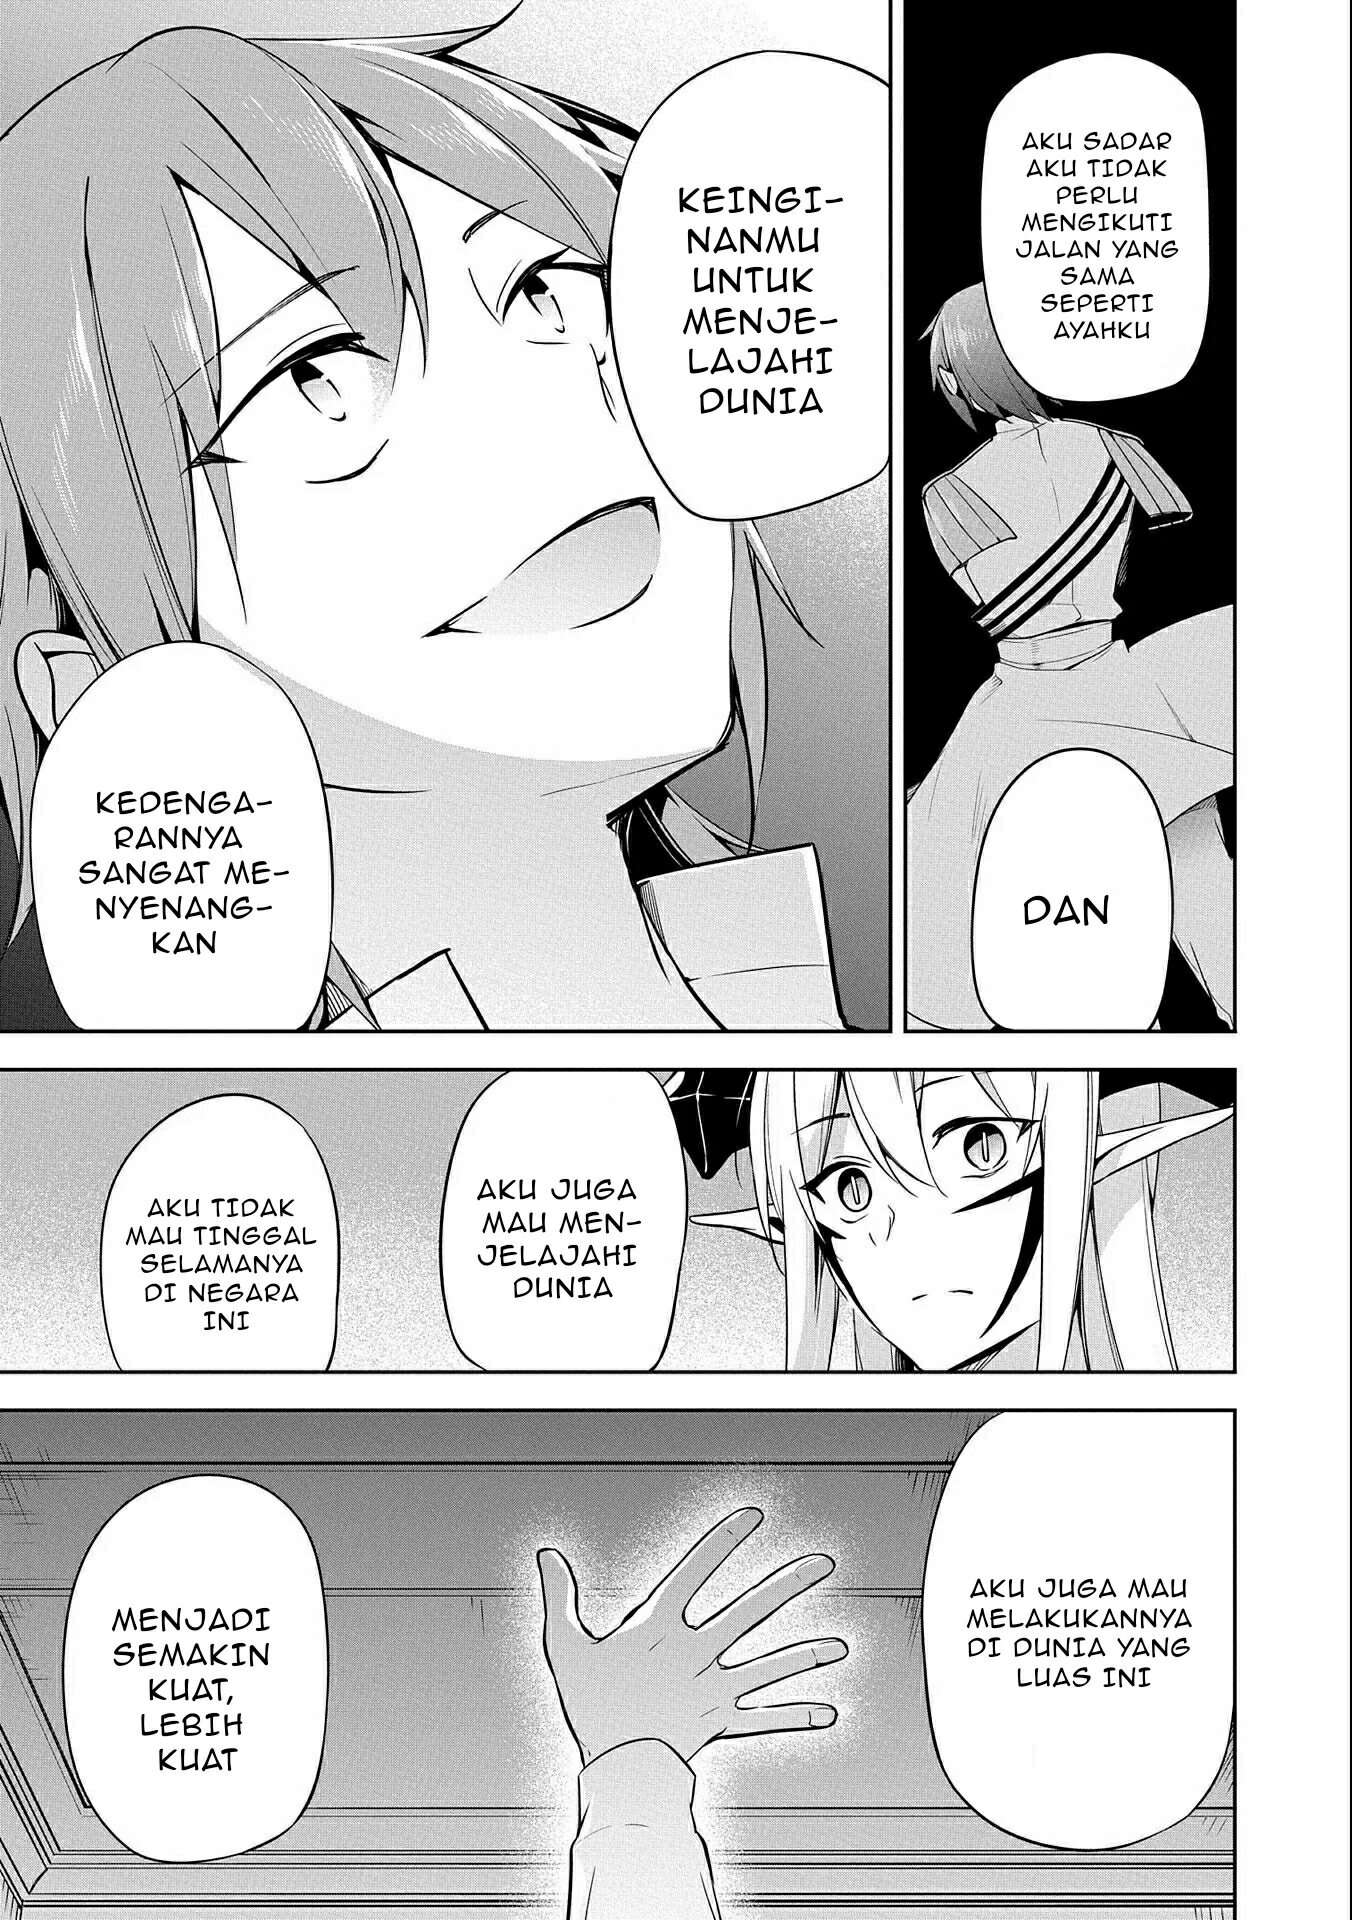 AKU SADAR
AKU TIDAK
PERLU
MENGIKUTI
JALAN YANG
SAMA
SEPERTI
AYAHKU
DAN
KEINGI-
NANMU
UNTUK
MENJE-
LAJAHI
DUNIA
KEDENGA-
RANNYA
SANGAT ME-
NYENANG-
KAN
AKU JUGA
MAU MEN-
JELAJAHI
DUNIA
AKU TIDAK
MAU TINGGAL
SELAMANYA
DI NEGARA
INI
AKU JUGA MAU
MELAKUKANNYA
DI DUNIA YANG
LUAS INI
MENJADI
SEMAKIN
KUAT,
LEBIH
KUAT